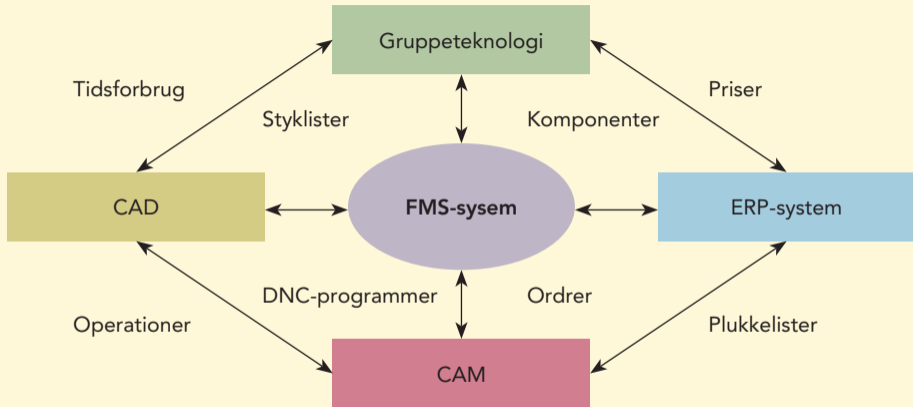 Gruppeteknologi
Tidsforbrug
Priser
Styklister
Komponenter
CAD
FMS-sysem
ERP-system
DNC-programmer
Ordrer
Operationer
Plukkelister
CAM